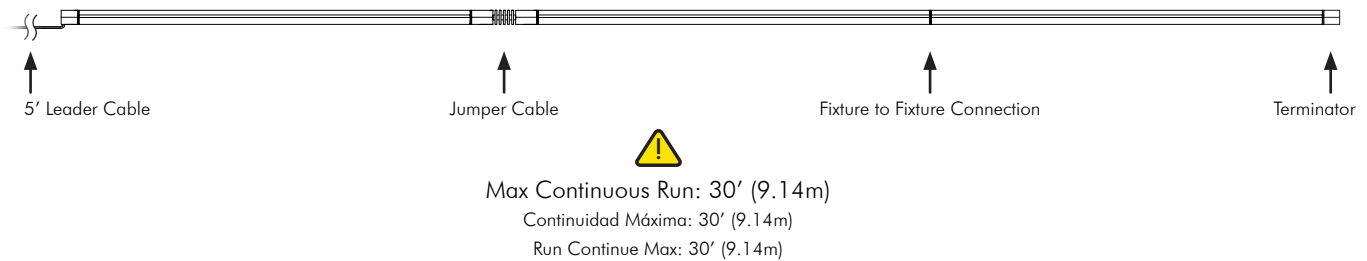 5’ Leader Cable
Jumper Cable
Fixture to Fixture Connection
Terminator
!
Max Continuous Run: 30’ (9.14m)
Continuidad Máxima: 30’ (9.14m)
Run Continue Max: 30’ (9.14m)